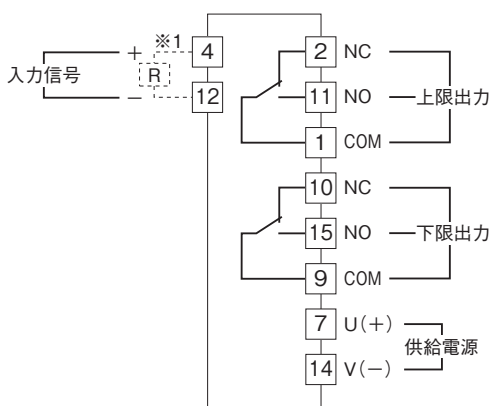 ※1
+ 4
入力信号 R
− 12
2 NC
11 NO 上限出力
1 COM
10 NC
15 NO 下限出力
9 COM
7 U(+)
供給電源
14 V(−)